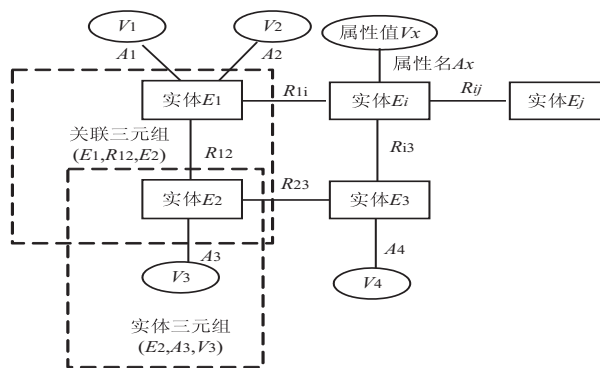 V1
V2
属性值Vx
A1
A2
属性名Ax
实体E1
R1i
实体Ei
Rij
实体Ej
关联三元组
(E1,R12,E2)
R12
Ri3
实体E2
R23
实体E3
A3
A4
V3
V4
实体三元组
(E2,A3,V3)